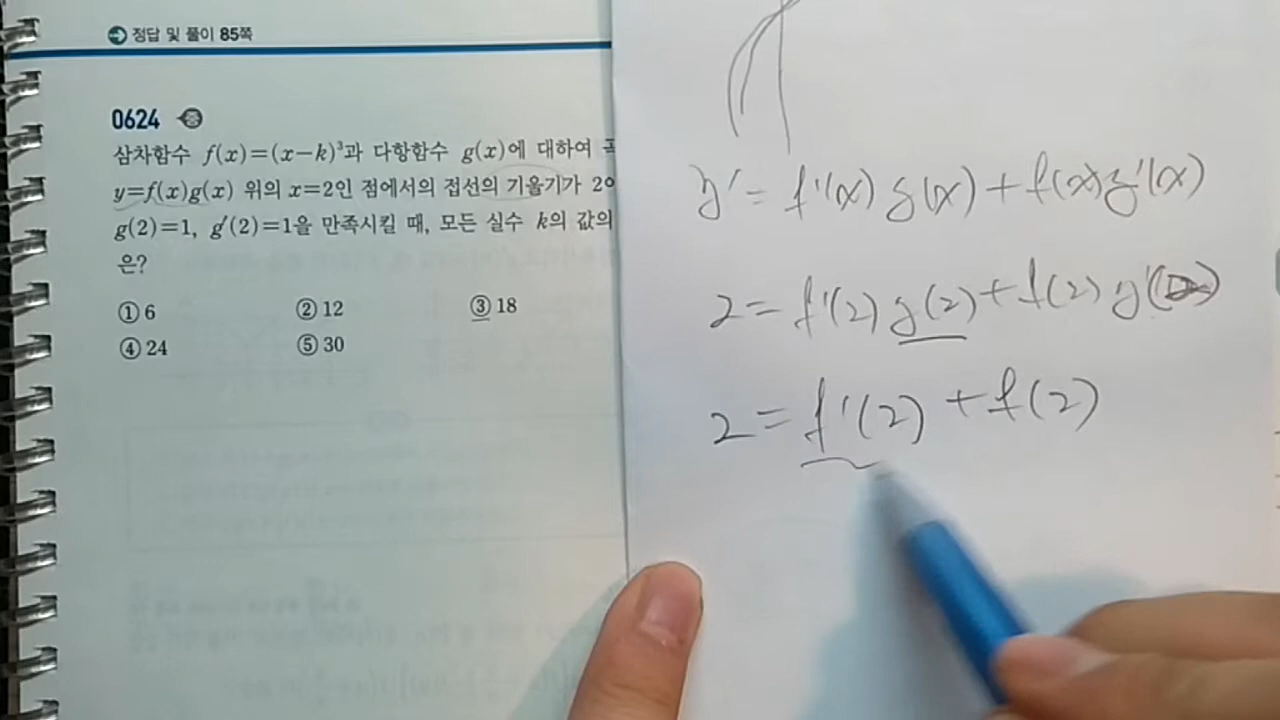 정답 및 풀이 85쪽
0624 중
삼차함수 f(x)=(x-k)³과 다항함수 g(x)에 대하여
y=f(x)g(x) 위의 x=2인 점에서의 접선의 기울기가 2
g(2)=1, g'(2)=1을 만족시킬 때, 모든 실수 k의 값의
은?
① 6 ② 12 ③ 18
④ 24 ⑤ 30
y' = f'(x) g(x) + f(x) g'(x)
2 = f'(2) g(2) + f(2) g'(2)
2 = f'(2) + f(2)